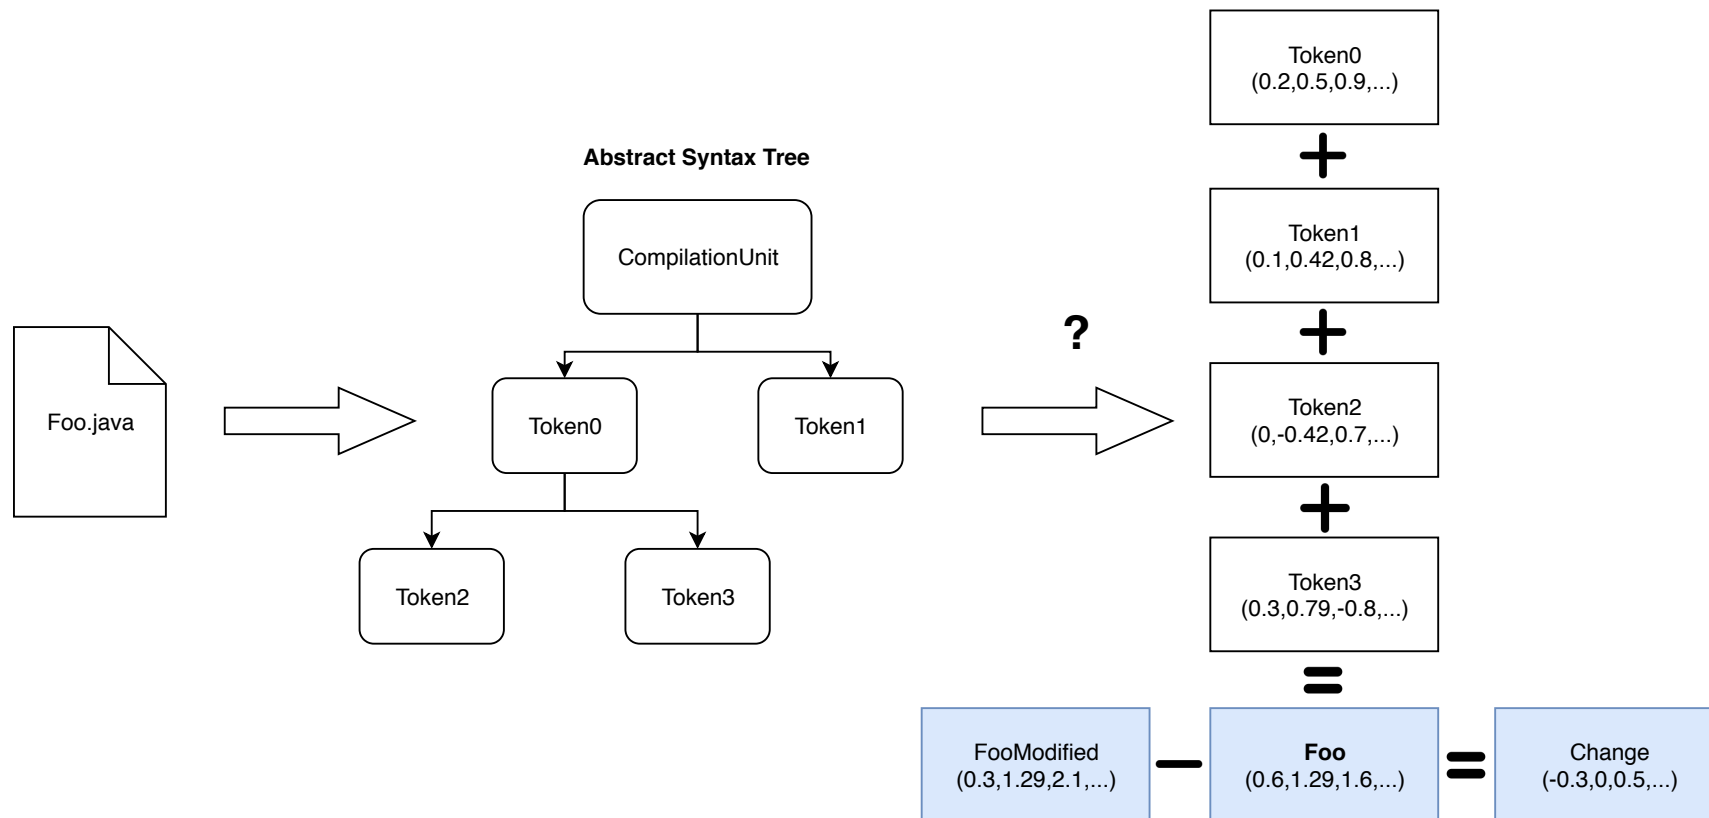 Foo.java
Abstract Syntax Tree
CompilationUnit
Token0
Token1
Token2
Token3
?
Token0
(0.2,0.5,0.9,...)
+
Token1
(0.1,0.42,0.8,...)
+
Token2
(0,-0.42,0.7,...)
+
Token3
(0.3,0.79,-0.8,...)
=
FooModified
(0.3,1.29,2.1,...)
−
Foo
(0.6,1.29,1.6,...)
=
Change
(-0.3,0,0.5,...)